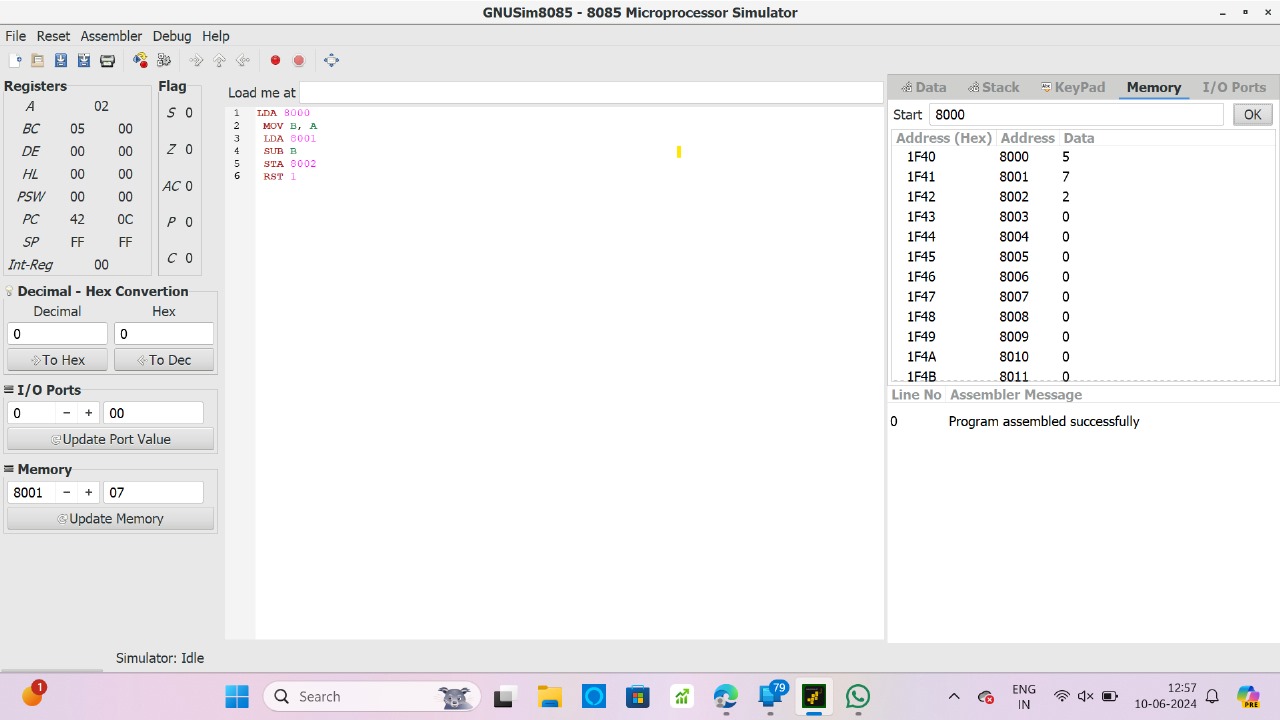 GNUSim8085 - 8085 Microprocessor Simulator
File Reset Assembler Debug Help
Registers
A 02
BC 05 00
DE 00 00
HL 00 00
PSW 00 00
PC 42 0C
SP FF FF
Int-Reg 00
Flag
S 0
Z 0
AC 0
P 0
C 0
Decimal - Hex Convertion
Decimal Hex
0 0
To Hex To Dec
I/O Ports
0 − + 00
Update Port Value
Memory
8001 − + 07
Update Memory
Load me at
1 LDA 8000
2 MOV B, A
3 LDA 8001
4 SUB B
5 STA 8002
6 RST 1
Data Stack KeyPad Memory I/O Ports
Start 8000 OK
Address (Hex) Address Data
1F40 8000 5
1F41 8001 7
1F42 8002 2
1F43 8003 0
1F44 8004 0
1F45 8005 0
1F46 8006 0
1F47 8007 0
1F48 8008 0
1F49 8009 0
1F4A 8010 0
1F4B 8011 0
Line No Assembler Message
0 Program assembled successfully
Simulator: Idle
1 Search 79 ENG 12:57
IN 10-06-2024 PRE